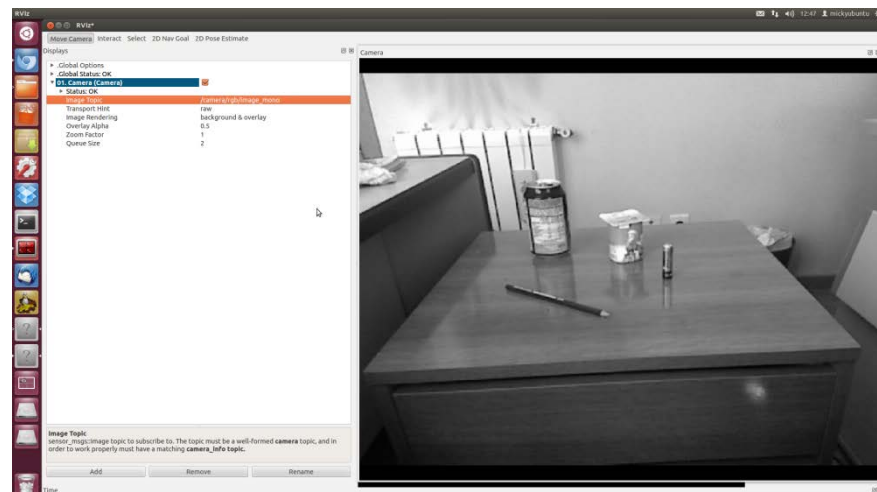 RViz
12:47 mickyubuntu
RViz*
Move Camera Interact Select 2D Nav Goal 2D Pose Estimate
Displays
Camera
.Global Options
.Global Status: OK
01. Camera (Camera)
Status: OK
Image Topic /camera/rgb/image_mono
Transport Hint raw
Image Rendering background & overlay
Overlay Alpha 0.5
Zoom Factor 1
Queue Size 2
Image Topic
sensor_msgs::Image topic to subscribe to. The topic must be a well-formed camera topic, and in
order to work properly must have a matching camera_info topic.
Add Remove Rename
Time